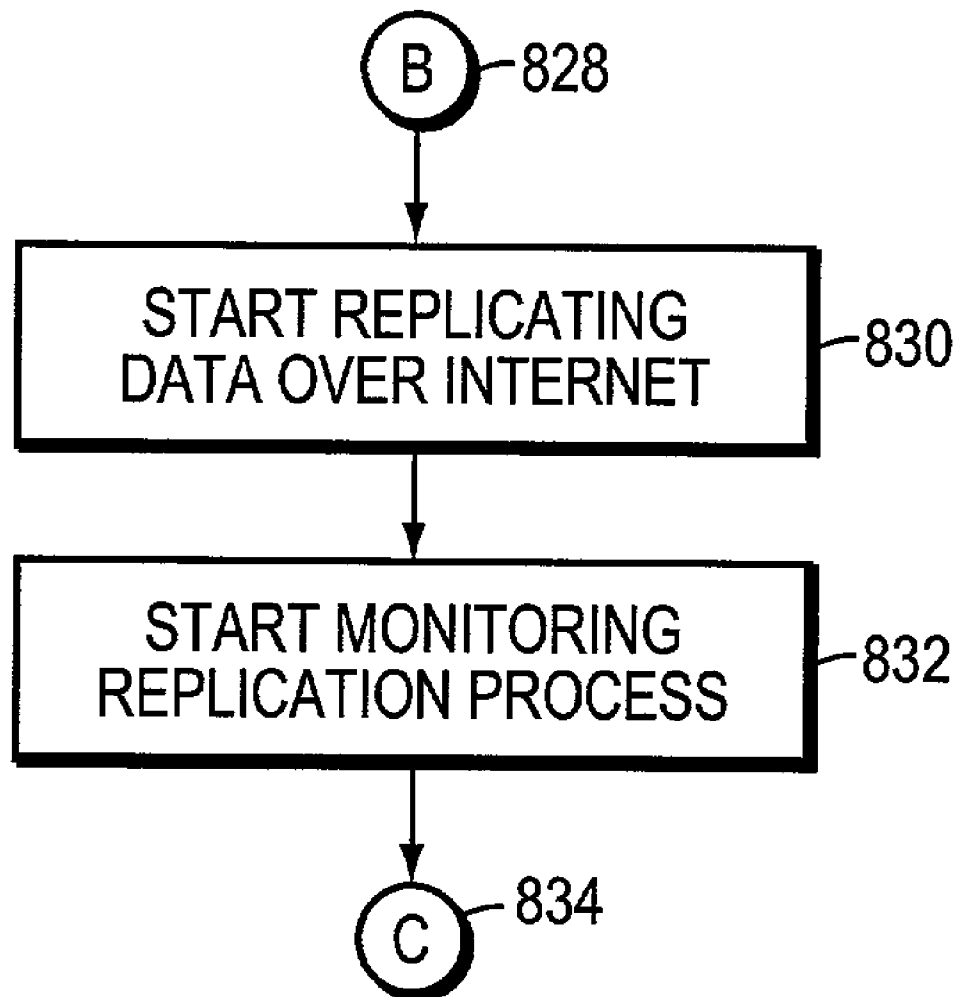 B 828
START REPLICATING
DATA OVER INTERNET
830
START MONITORING
REPLICATION PROCESS
832
C 834